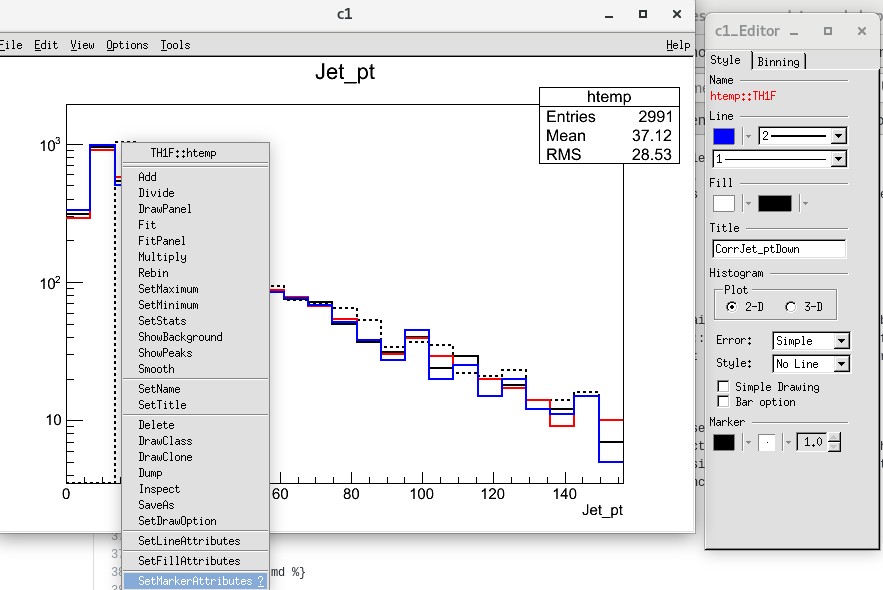 c1
File Edit View Options Tools Help
Jet_pt
htemp
Entries 2991
Mean 37.12
RMS 28.53
10³
10²
10
0 60 80 100 120 140
Jet_pt
TH1F::htemp
Add
Divide
DrawPanel
Fit
FitPanel
Multiply
Rebin
SetMaximum
SetMinimum
SetStats
ShowBackground
ShowPeaks
Smooth
SetName
SetTitle
Delete
DrawClass
DrawClone
Dump
Inspect
SaveAs
SetDrawOption
SetLineAttributes
SetFillAttributes
SetMarkerAttributes ?
md %}
c1_Editor
Style Binning
Name
htemp::TH1F
Line
2
1
Fill
Title
CorrJet_ptDown
Histogram
Plot
2-D 3-D
Error: Simple
Style: No Line
Simple Drawing
Bar option
Marker
1.0